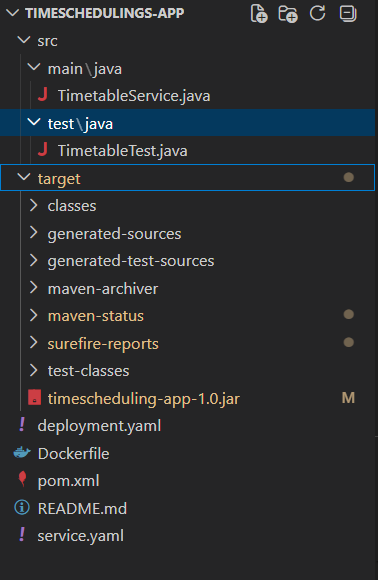 TIMESCHEDULINGS-APP
src
main\java
TimetableService.java
test\java
TimetableTest.java
target
classes
generated-sources
generated-test-sources
maven-archiver
maven-status
surefire-reports
test-classes
timescheduling-app-1.0.jar M
deployment.yaml
Dockerfile
pom.xml
README.md
service.yaml